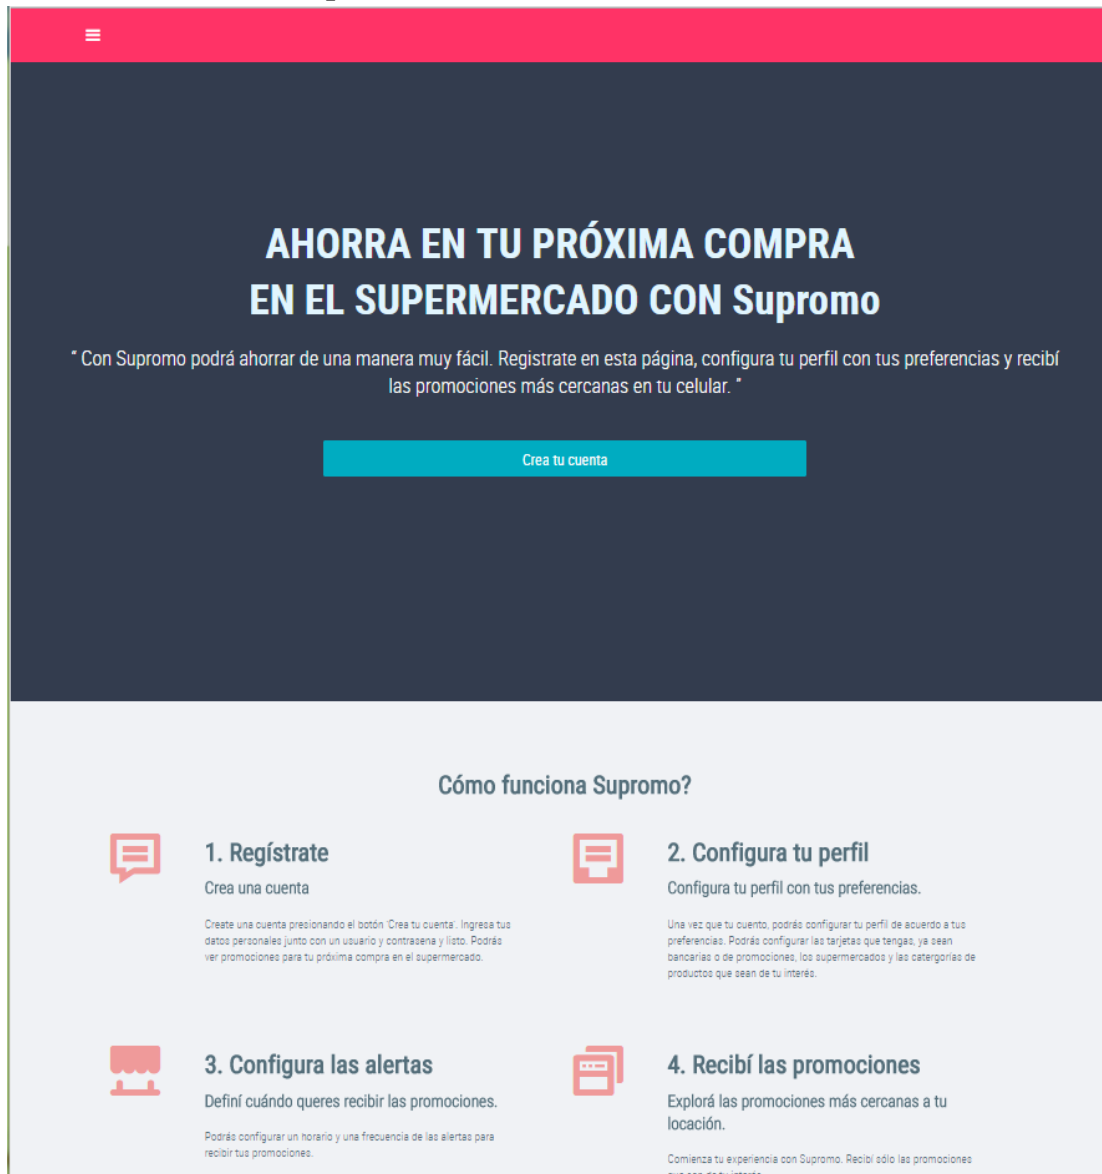 AHORRA EN TU PRÓXIMA COMPRA
EN EL SUPERMERCADO CON Supromo
“ Con Supromo podrá ahorrar de una manera muy fácil. Registrate en esta página, configura tu perfil con tus preferencias y recibí
las promociones más cercanas en tu celular. ”
Crea tu cuenta
Cómo funciona Supromo?
1. Regístrate
Crea una cuenta
Create una cuenta presionando el botón 'Crea tu cuenta'. Ingresa tus
datos personales junto con un usuario y contrasena y listo. Podrás
ver promociones para tu próxima compra en el supermercado.
2. Configura tu perfil
Configura tu perfil con tus preferencias.
Una vez que tu cuento, podrás configurar tu perfil de acuerdo a tus
preferencias. Podrás configurar las tarjetas que tengas, ya sean
bancarias o de promociones, los supermercados y las catergorías de
productos que sean de tu interés.
3. Configura las alertas
Definí cuándo queres recibir las promociones.
Podrás configurar un horario y una frecuencia de las alertas para
recibir tus promociones.
4. Recibí las promociones
Explorá las promociones más cercanas a tu
locación.
Comienza tu experiencia con Supromo. Recibí sólo las promociones
que son de tu interés